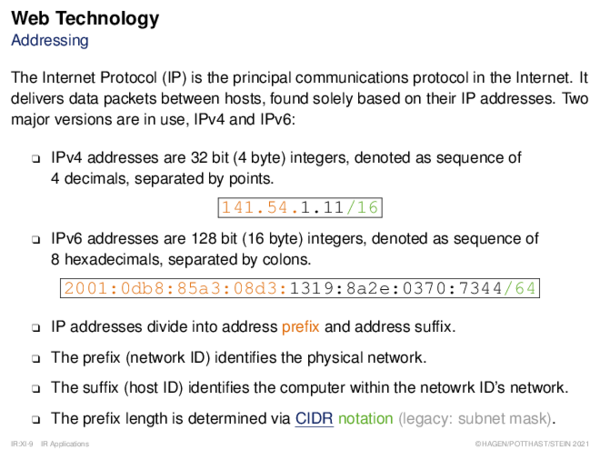 Web Technology
Addressing
The Internet Protocol (IP) is the principal communications protocol in the Internet. It
delivers data packets between hosts, found solely based on their IP addresses. Two
major versions are in use, IPv4 and IPv6:
❑ IPv4 addresses are 32 bit (4 byte) integers, denoted as sequence of
4 decimals, separated by points.
141.54.1.11/16
❑ IPv6 addresses are 128 bit (16 byte) integers, denoted as sequence of
8 hexadecimals, separated by colons.
2001:0db8:85a3:08d3:1319:8a2e:0370:7344/64
❑ IP addresses divide into address prefix and address suffix.
❑ The prefix (network ID) identifies the physical network.
❑ The suffix (host ID) identifies the computer within the netowrk ID's network.
❑ The prefix length is determined via CIDR notation (legacy: subnet mask).
IR:XI-9 IR Applications ©HAGEN/POTTHAST/STEIN 2021